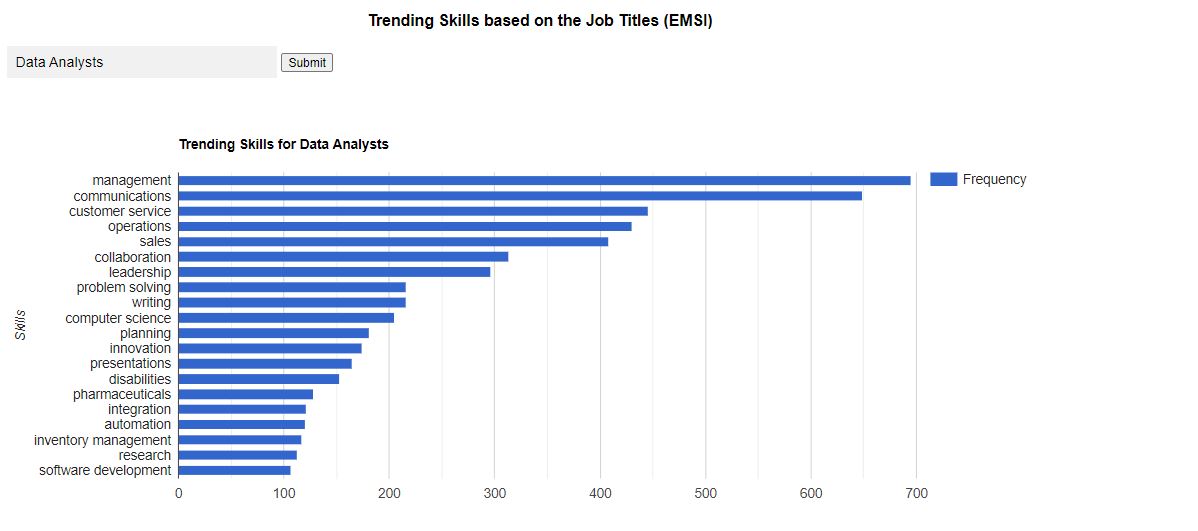 Trending Skills based on the Job Titles (EMSI)
Data Analysts Submit
Trending Skills for Data Analysts
management
Frequency
communications
customer service
operations
sales
collaboration
leadership
problem solving
writing
computer science
planning
innovation
presentations
disabilities
pharmaceuticals
integration
automation
inventory management
research
software development
Skills
0 100 200 300 400 500 600 700